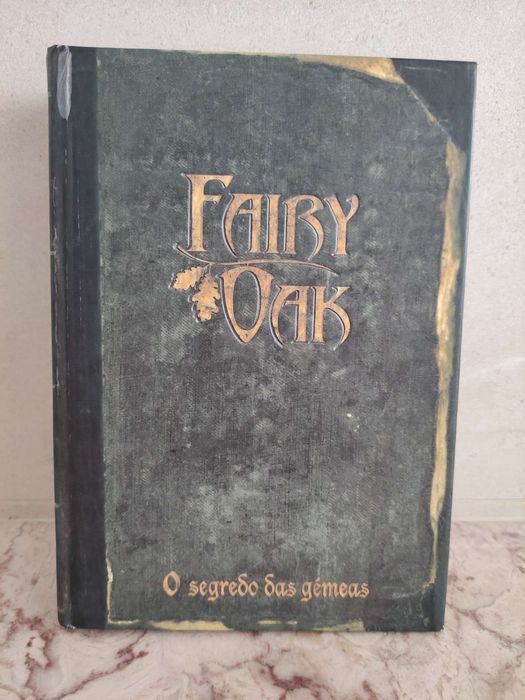 FAIRY
OAK
O segredo das gémeas